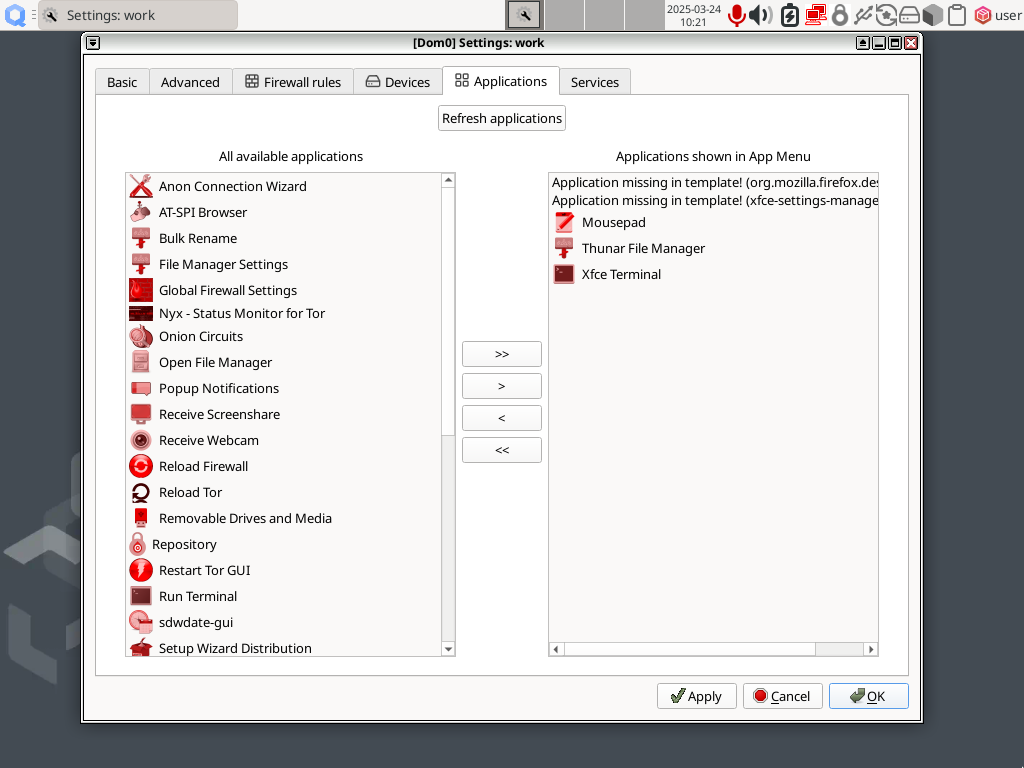 Settings: work
2025-03-24
10:21
user
[Dom0] Settings: work
Basic
Advanced
Firewall rules
Devices
Applications
Services
Refresh applications
All available applications
Applications shown in App Menu
Anon Connection Wizard
AT-SPI Browser
Bulk Rename
File Manager Settings
Global Firewall Settings
Nyx - Status Monitor for Tor
Onion Circuits
Open File Manager
Popup Notifications
Receive Screenshare
Receive Webcam
Reload Firewall
Reload Tor
Removable Drives and Media
Repository
Restart Tor GUI
Run Terminal
sdwdate-gui
Setup Wizard Distribution
>>
>
<
<<
Application missing in template! (org.mozilla.firefox.des
Application missing in template! (xfce-settings-manage
Mousepad
Thunar File Manager
Xfce Terminal
Apply
Cancel
OK